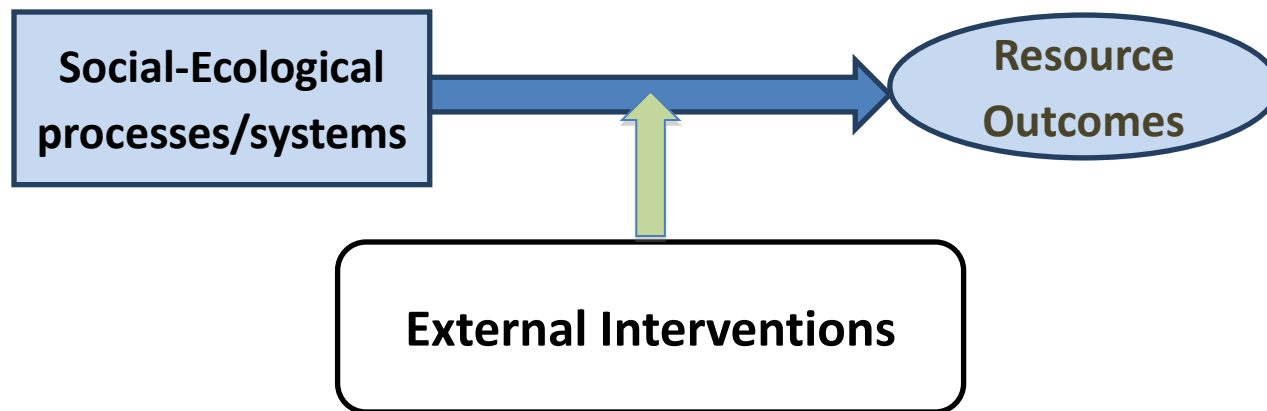 Social-Ecological
processes/systems
Resource
Outcomes
External Interventions